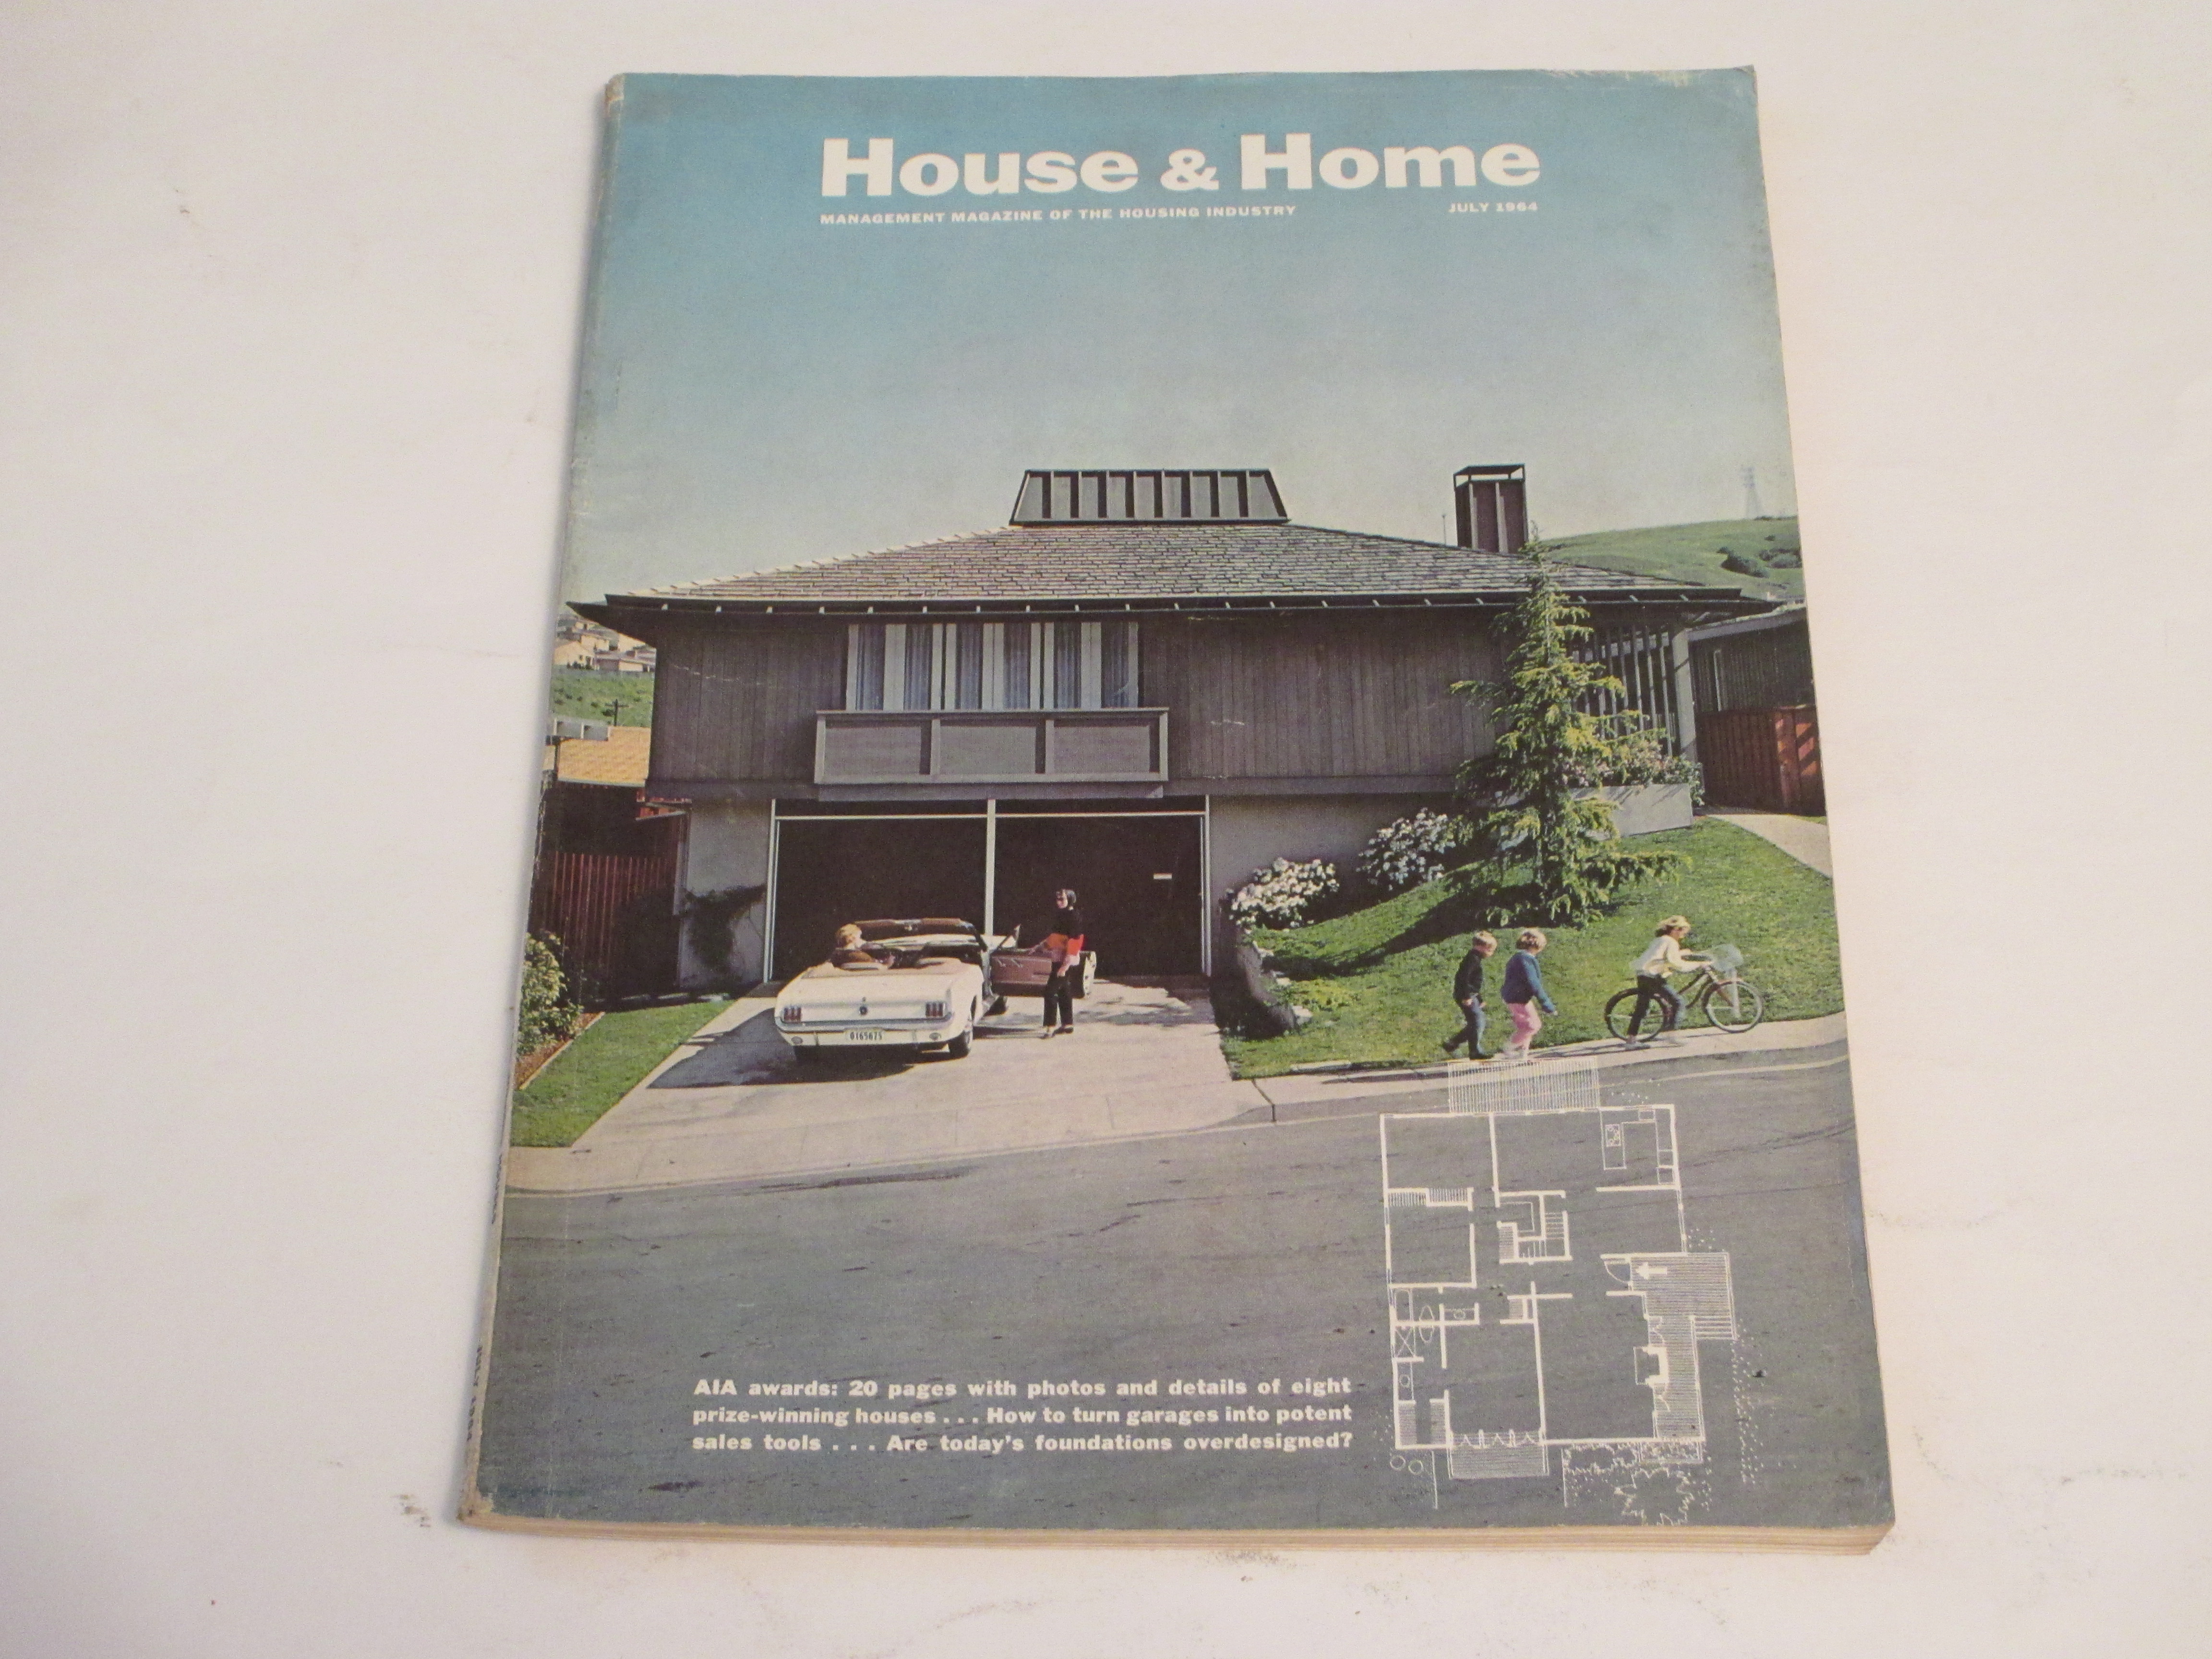 House & Home
MANAGEMENT MAGAZINE OF THE HOUSING INDUSTRY JULY 1964
AIA awards: 20 pages with photos and details of eight
prize-winning houses . . . How to turn garages into potent
sales tools . . . Are today's foundations overdesigned?